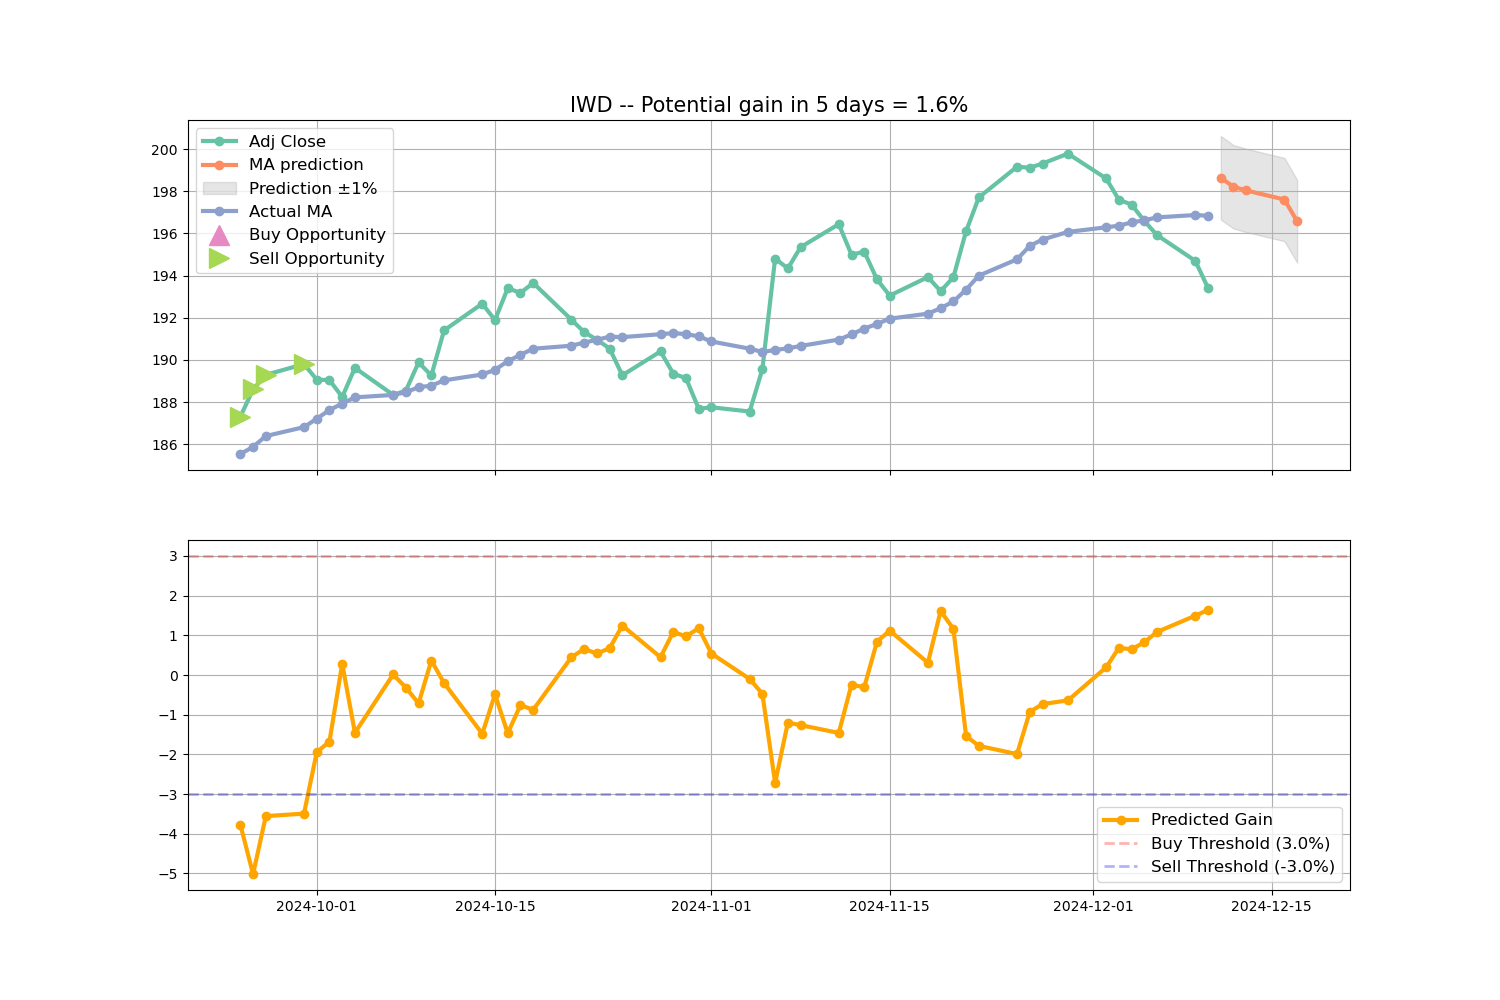 IWD -- Potential gain in 5 days = 1.6%
200
198
196
194
192
190
188
186
Adj Close
MA prediction
Prediction ±1%
Actual MA
Buy Opportunity
Sell Opportunity
3
2
1
0
−1
−2
−3
−4
−5
Predicted Gain
Buy Threshold (3.0%)
Sell Threshold (-3.0%)
2024-10-01 2024-10-15 2024-11-01 2024-11-15 2024-12-01 2024-12-15